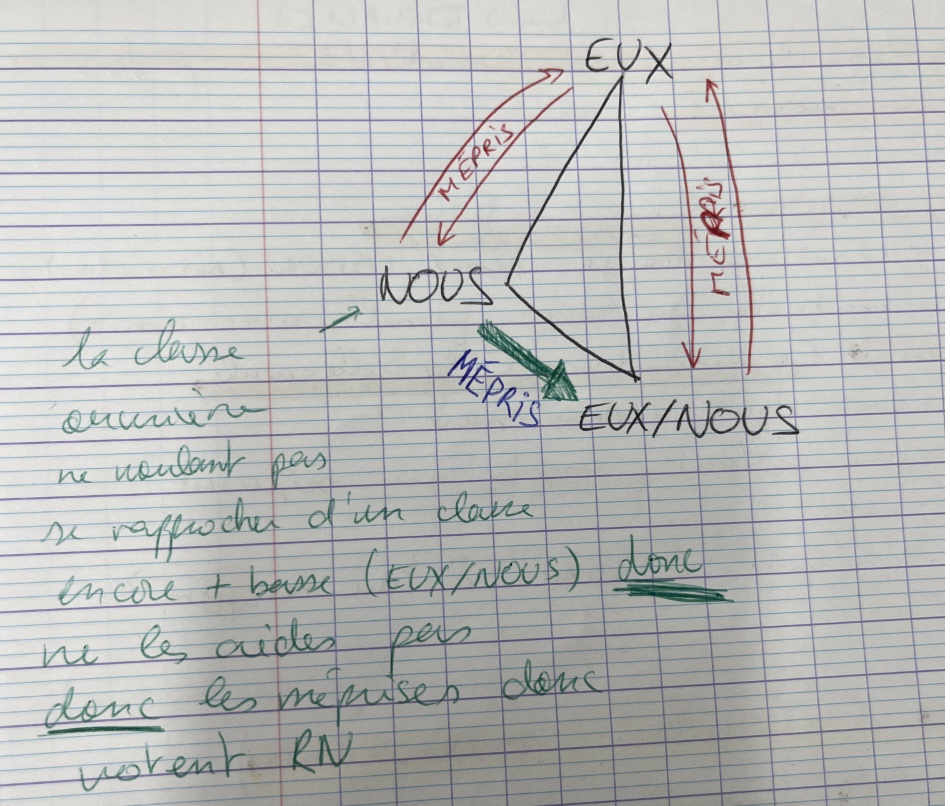 EUX
MÉPRIS
MÉPRIS
NOUS
MÉPRIS
EUX/NOUS
la classe
ouvrière
ne voulant pas
se rapprocher d'un classe
encore + basse (EUX/NOUS) donc
ne les aides pas
donc les méprises donc
votent RN